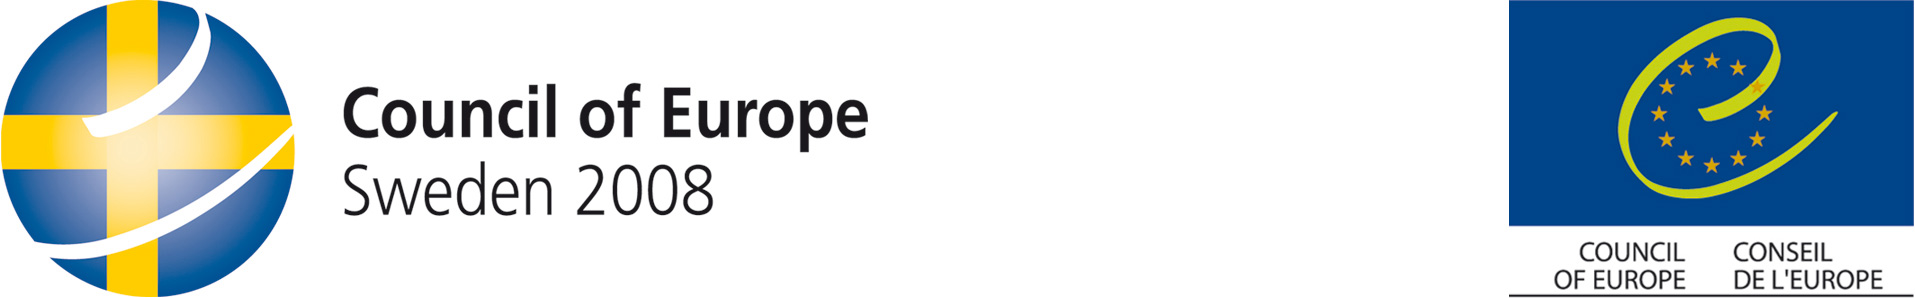 Council of Europe
Sweden 2008
COUNCIL OF EUROPE
CONSEIL DE L'EUROPE